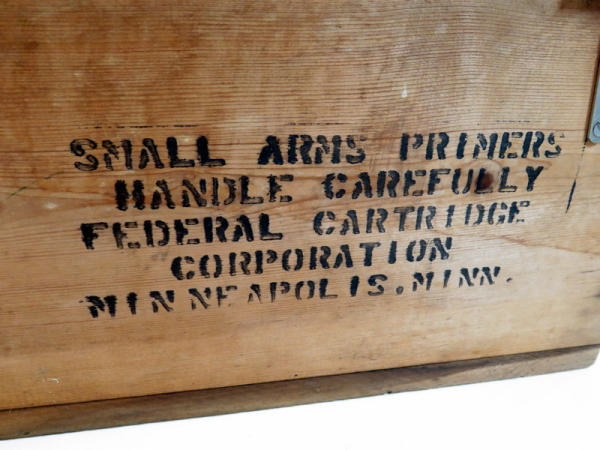 SMALL ARMS PRIMERS
HANDLE CAREFULLY
FEDERAL CARTRIDGE
CORPORATION
MINNEAPOLIS, MINN.